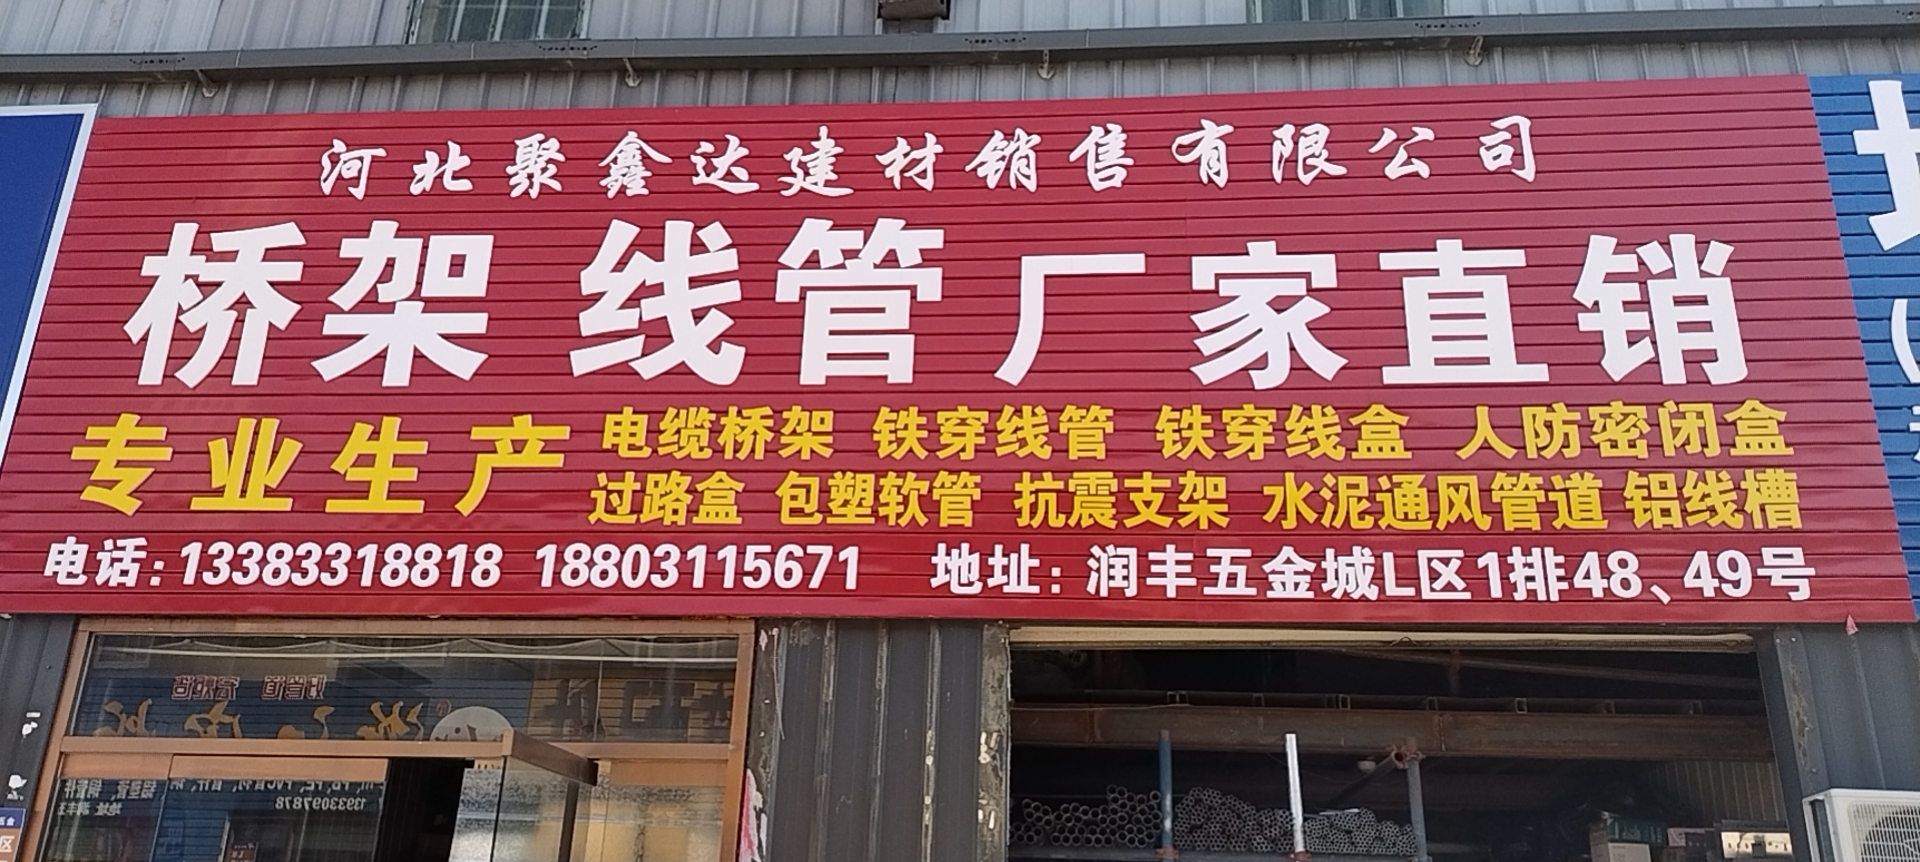 河北聚鑫达建材销售有限公司
桥架 线管厂家直销
专业生产
电缆桥架 铁穿线管 铁穿线盒 人防密闭盒
过路盒 包塑软管 抗震支架 水泥通风管道 铝线槽
电话：13383318818 18803115671 地址：润丰五金城L区1排48、49号
13930097878